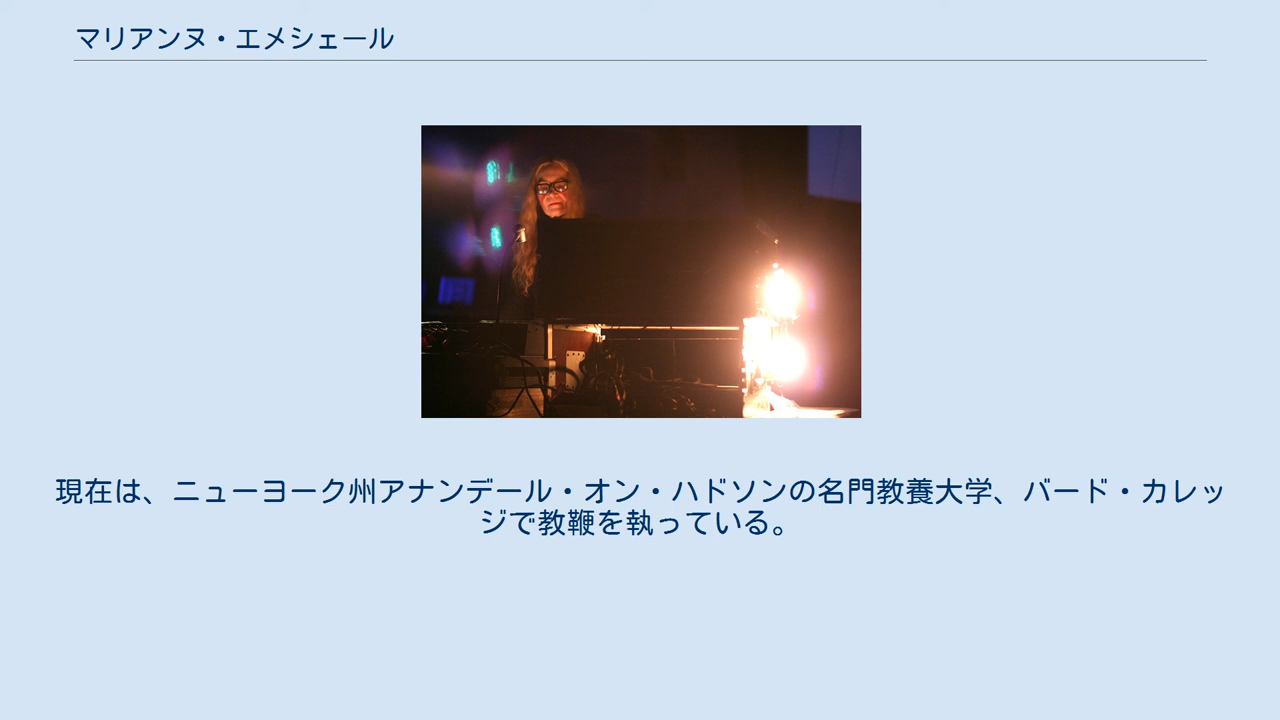 マリアンヌ・エメシェール
現在は、ニューヨーク州アナンデール・オン・ハドソンの名門教養大学、バード・カレッ
ジで教鞭を執っている。